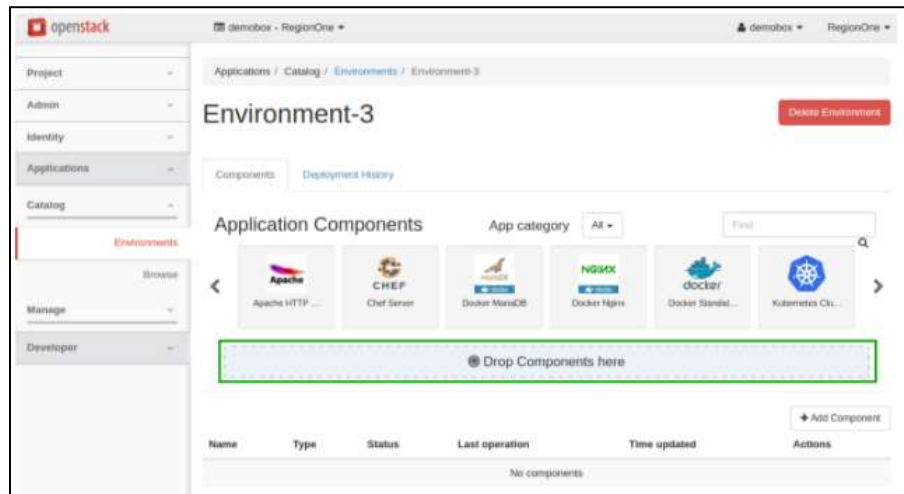 openstack
demobox - RegionOne
demobox
RegionOne
Project
Admin
Identity
Applications
Catalog
Environments
Browse
Manage
Developer
Applications / Catalog / Environments / Environment-3
Environment-3
Delete Environment
Components
Deployment History
Application Components
App category
All
Find
Apache
Apache HTTP ...
CHEF
Chef Server
MariaDB
Docker MariaDB
NGINX
Docker Nginx
docker
Docker Standal...
Kubernetes Clu...
Drop Components here
+ Add Component
Name Type Status Last operation Time updated Actions
No components